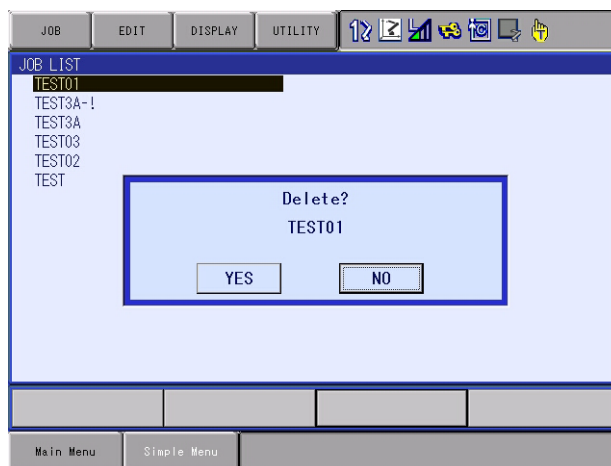 JOB EDIT DISPLAY UTILITY
JOB LIST
TEST01
TEST3A-!
TEST3A
TEST03
TEST02
TEST
Delete?
TEST01
YES NO
Main Menu Simple Menu